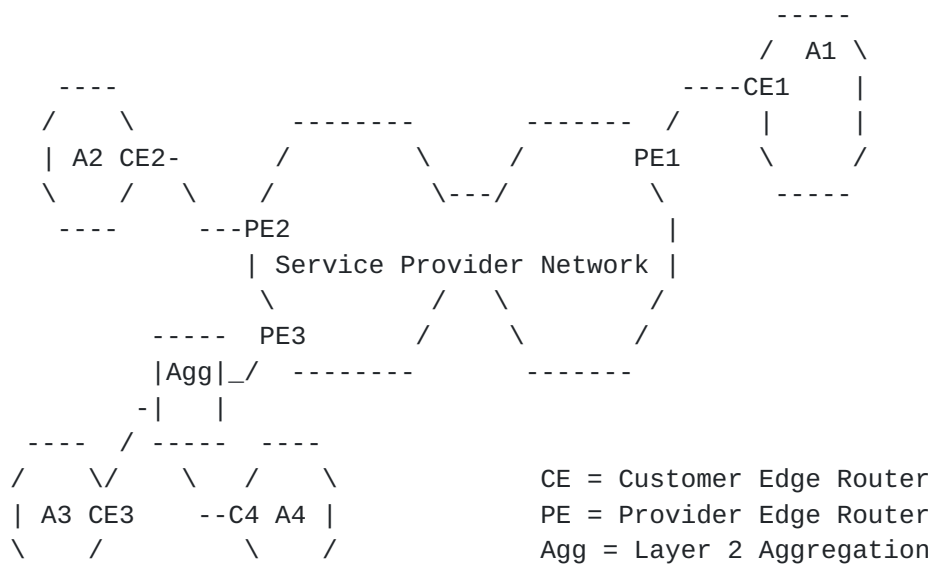 A1
CE1
A2 CE2
PE1
PE2
Service Provider Network
PE3
Agg
CE = Customer Edge Router
A3 CE3 C4 A4 PE = Provider Edge Router
Agg = Layer 2 Aggregation